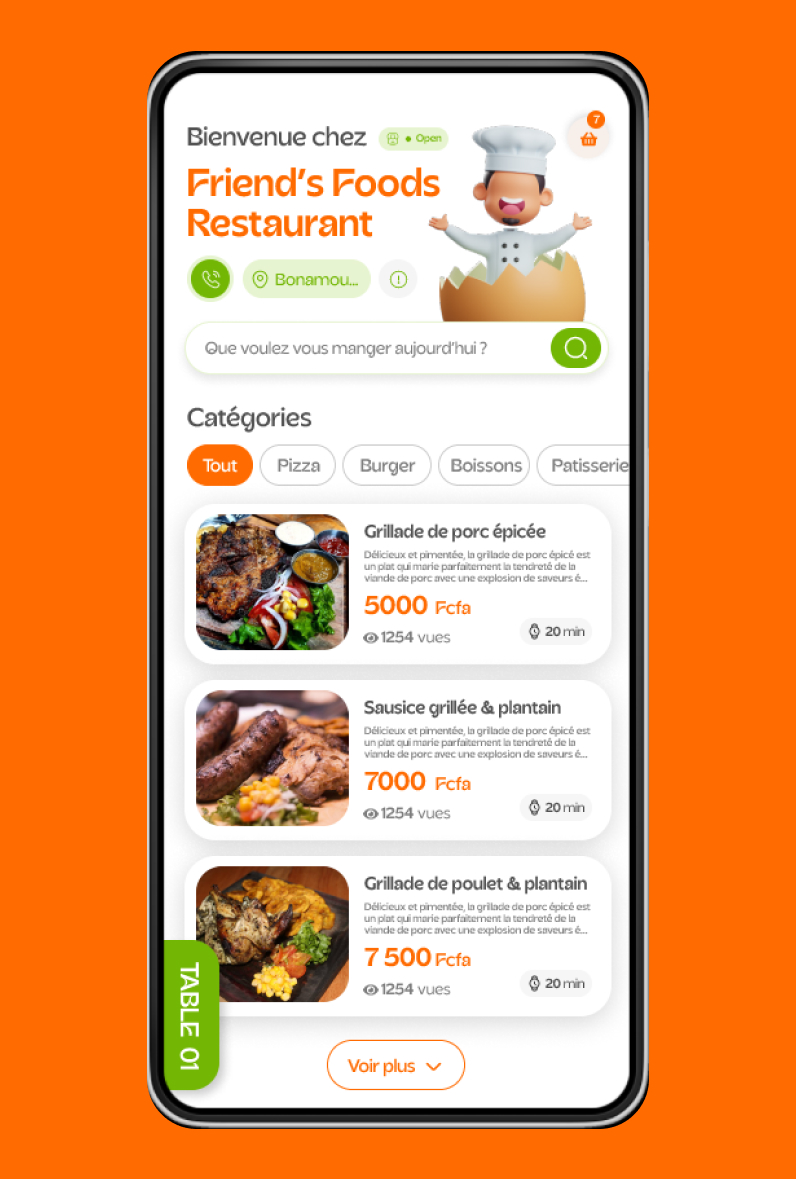 7
Bienvenue chez
Open
Friend's Foods
Restaurant
Bonamou...
Que voulez vous manger aujourd'hui ?
Catégories
Tout
Pizza
Burger
Boissons
Patisserie
Grillade de porc épicée
Délicieux et pimentée, la grillade de porc épicé est
un plat qui marie parfaitement la tendreté de la
viande de porc avec une explosion de saveurs é...
5000 Fcfa
1254 vues
20 min
Sausice grillée & plantain
Délicieux et pimentée, la grillade de porc épicé est
un plat qui marie parfaitement la tendreté de la
viande de porc avec une explosion de saveurs é...
7000 Fcfa
1254 vues
20 min
Grillade de poulet & plantain
Délicieux et pimentée, la grillade de porc épicé est
un plat qui marie parfaitement la tendreté de la
viande de porc avec une explosion de saveurs é...
7 500 Fcfa
1254 vues
20 min
TABLE 01
Voir plus